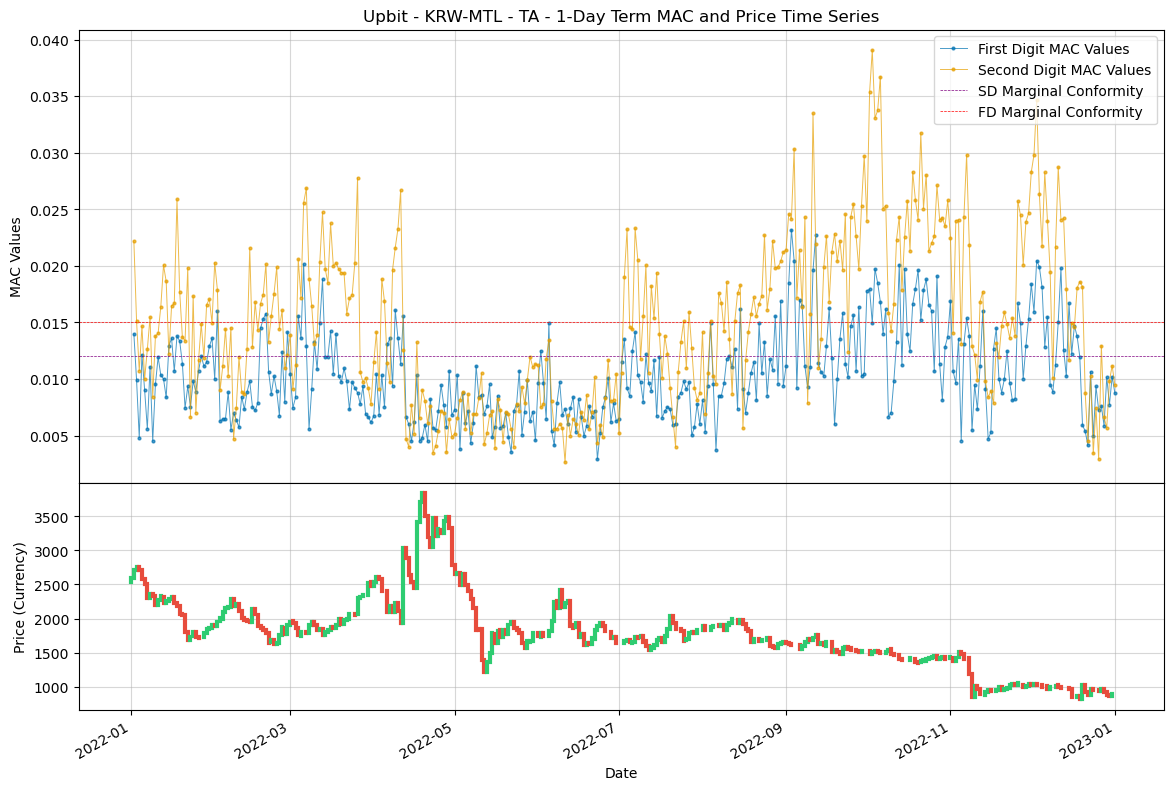 Upbit - KRW-MTL - TA - 1-Day Term MAC and Price Time Series
First Digit MAC Values
Second Digit MAC Values
SD Marginal Conformity
FD Marginal Conformity
MAC Values
0.040
0.035
0.030
0.025
0.020
0.015
0.010
0.005
Price (Currency)
3500
3000
2500
2000
1500
1000
2022-01
2022-03
2022-05
2022-07
2022-09
2022-11
2023-01
Date